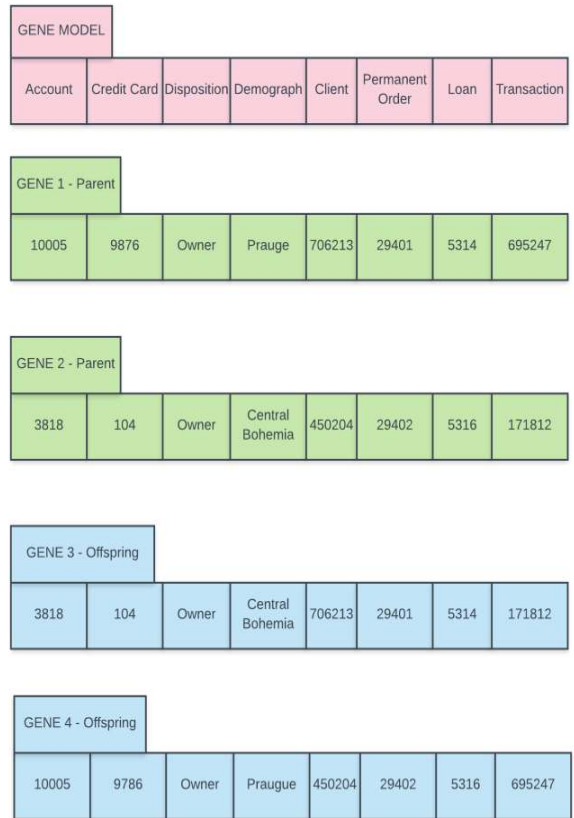 GENE MODEL
Account Credit Card Disposition Demograph Client Permanent Order Loan Transaction
GENE 1 - Parent
10005 9876 Owner Prauge 706213 29401 5314 695247
GENE 2 - Parent
3818 104 Owner Central Bohemia 450204 29402 5316 171812
GENE 3 - Offspring
3818 104 Owner Central Bohemia 706213 29401 5314 171812
GENE 4 - Offspring
10005 9786 Owner Praugue 450204 29402 5316 695247